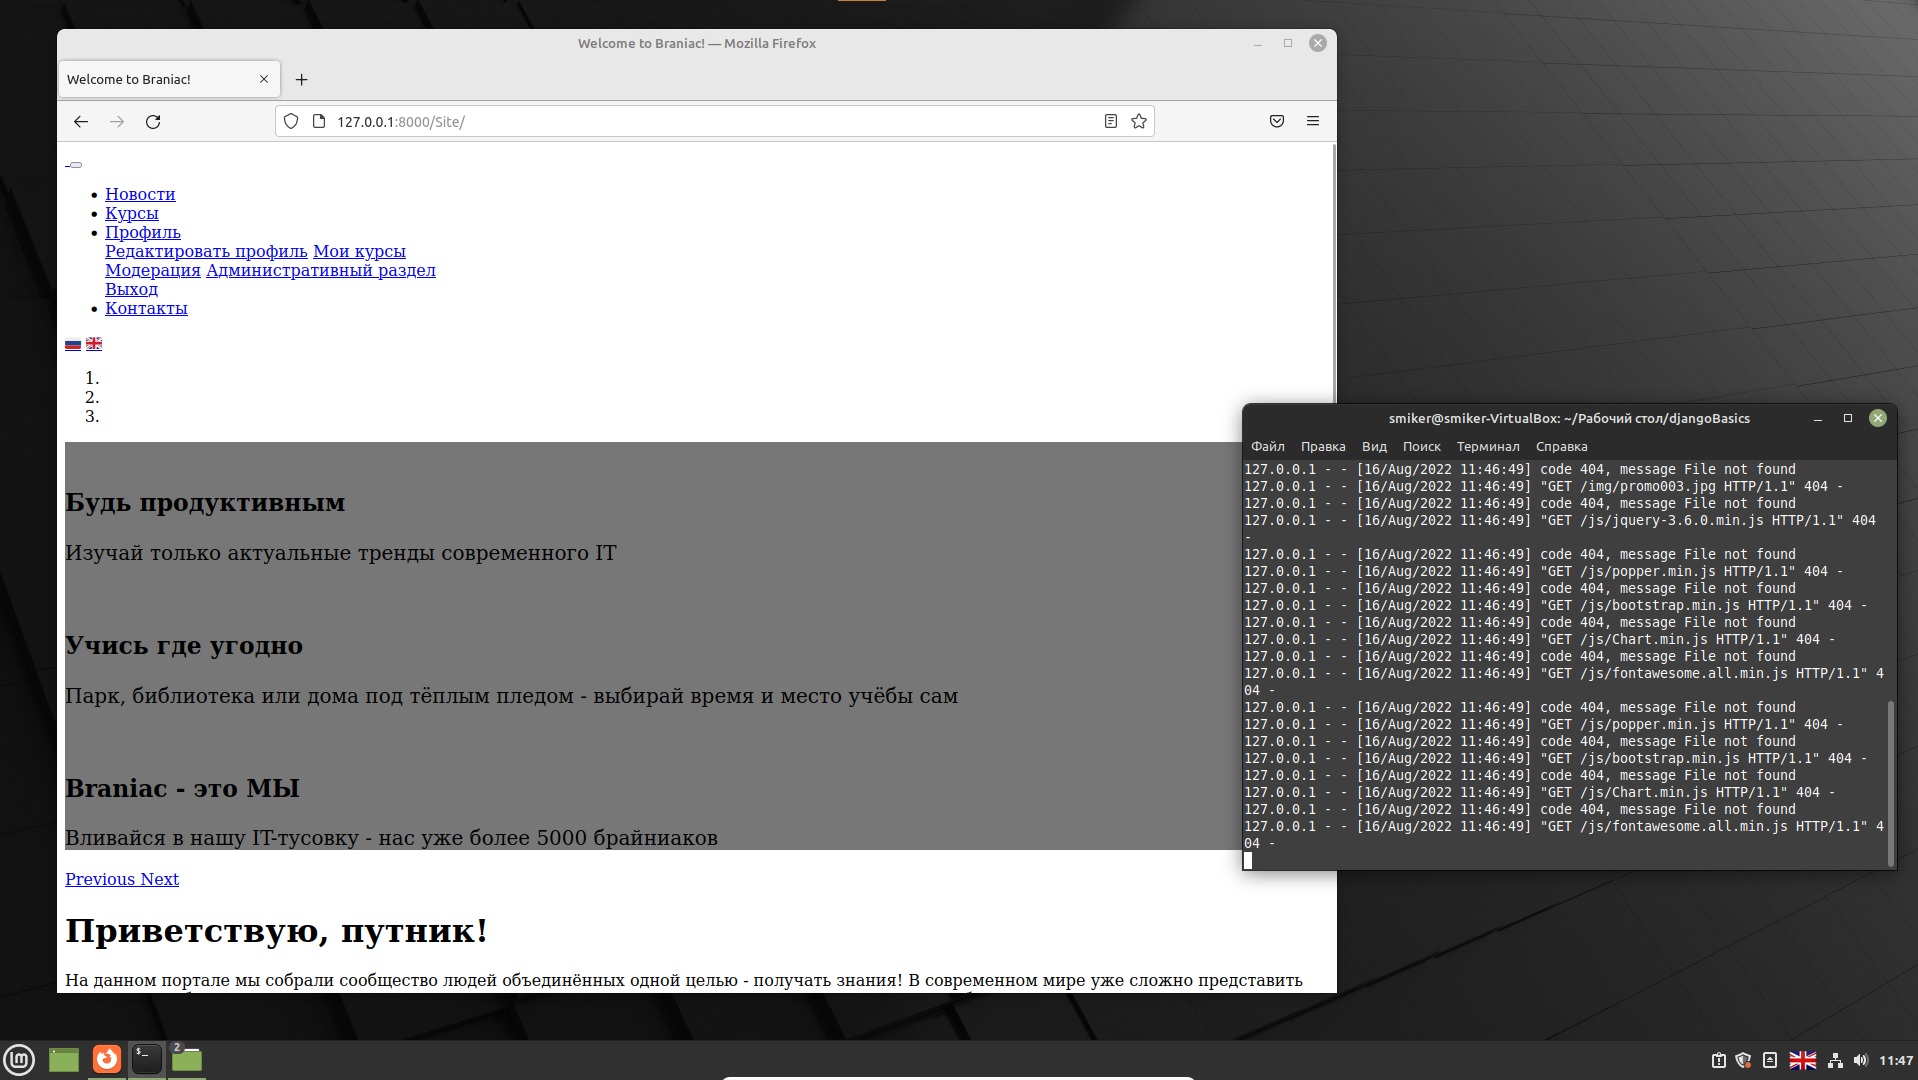 Welcome to Braniac! — Mozilla Firefox
Welcome to Braniac!
127.0.0.1:8000/Site/
Новости
Курсы
Профиль
Редактировать профиль Мои курсы
Модерация Административный раздел
Выход
Контакты
1.
2.
3.
Будь продуктивным
Изучай только актуальные тренды современного IT
Учись где угодно
Парк, библиотека или дома под тёплым пледом - выбирай время и место учёбы сам
Braniac - это МЫ
Вливайся в нашу IT-тусовку - нас уже более 5000 брайниаков
Previous Next
Приветствую, путник!
На данном портале мы собрали сообщество людей объединённых одной целью - получать знания! В современном мире уже сложно представить
smiker@smiker-VirtualBox: ~/Рабочий стол/djangoBasics
Файл Правка Вид Поиск Терминал Справка
127.0.0.1 - - [16/Aug/2022 11:46:49] code 404, message File not found
127.0.0.1 - - [16/Aug/2022 11:46:49] "GET /img/promo003.jpg HTTP/1.1" 404 -
127.0.0.1 - - [16/Aug/2022 11:46:49] code 404, message File not found
127.0.0.1 - - [16/Aug/2022 11:46:49] "GET /js/jquery-3.6.0.min.js HTTP/1.1" 404
-
127.0.0.1 - - [16/Aug/2022 11:46:49] code 404, message File not found
127.0.0.1 - - [16/Aug/2022 11:46:49] "GET /js/popper.min.js HTTP/1.1" 404 -
127.0.0.1 - - [16/Aug/2022 11:46:49] code 404, message File not found
127.0.0.1 - - [16/Aug/2022 11:46:49] "GET /js/bootstrap.min.js HTTP/1.1" 404 -
127.0.0.1 - - [16/Aug/2022 11:46:49] code 404, message File not found
127.0.0.1 - - [16/Aug/2022 11:46:49] "GET /js/Chart.min.js HTTP/1.1" 404 -
127.0.0.1 - - [16/Aug/2022 11:46:49] code 404, message File not found
127.0.0.1 - - [16/Aug/2022 11:46:49] "GET /js/fontawesome.all.min.js HTTP/1.1" 4
04 -
127.0.0.1 - - [16/Aug/2022 11:46:49] code 404, message File not found
127.0.0.1 - - [16/Aug/2022 11:46:49] "GET /js/popper.min.js HTTP/1.1" 404 -
127.0.0.1 - - [16/Aug/2022 11:46:49] code 404, message File not found
127.0.0.1 - - [16/Aug/2022 11:46:49] "GET /js/bootstrap.min.js HTTP/1.1" 404 -
127.0.0.1 - - [16/Aug/2022 11:46:49] code 404, message File not found
127.0.0.1 - - [16/Aug/2022 11:46:49] "GET /js/Chart.min.js HTTP/1.1" 404 -
127.0.0.1 - - [16/Aug/2022 11:46:49] code 404, message File not found
127.0.0.1 - - [16/Aug/2022 11:46:49] "GET /js/fontawesome.all.min.js HTTP/1.1" 4
04 -
$_
2
11:47